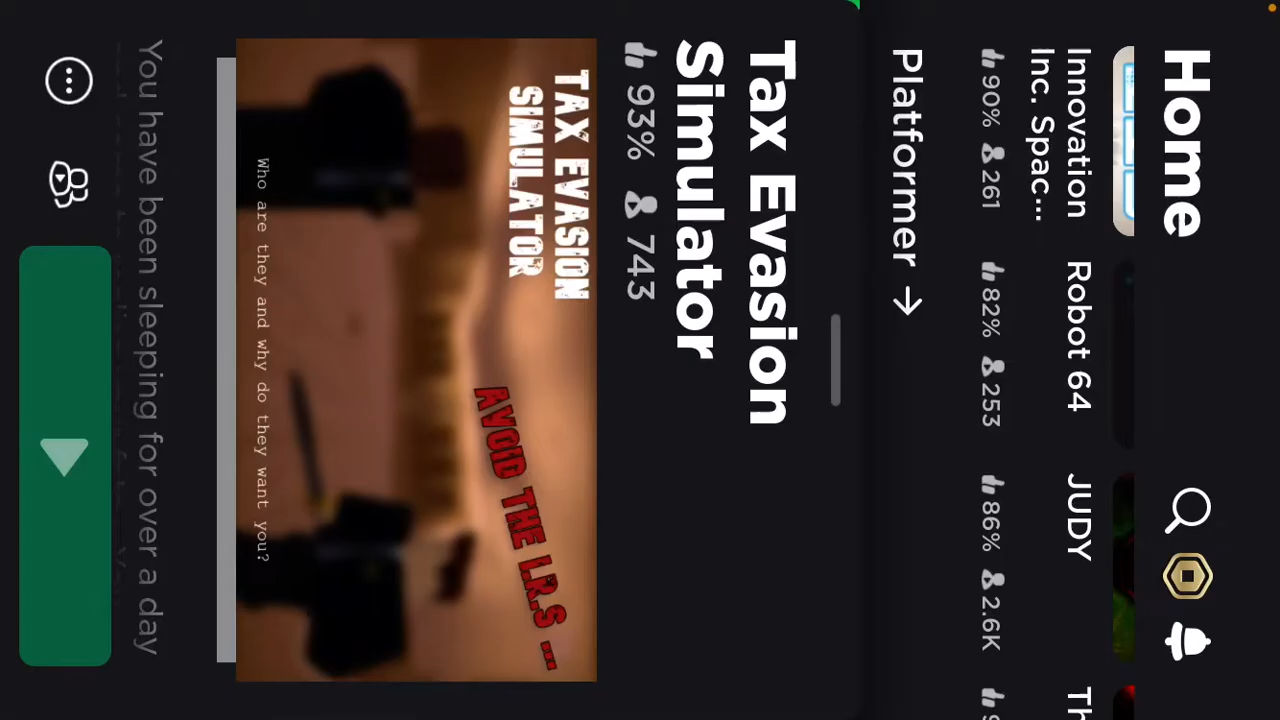 Home
Innovation
Inc. Spac...
90% 261
Robot 64
82% 253
JUDY
86% 2.6K
Th
Platformer →
Tax Evasion
Simulator
93% 743
TAX EVASION
SIMULATOR
AVOID THE I.R.S ...
Who are they and why do they want you?
You have been sleeping for over a day